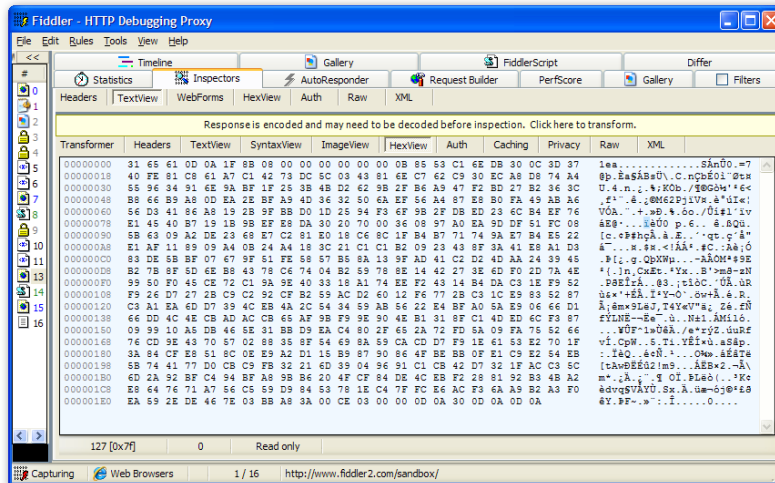 Fiddler - HTTP Debugging Proxy
File Edit Rules Tools View Help
<< Timeline Gallery FiddlerScript Differ
# Statistics Inspectors AutoResponder Request Builder PerfScore Gallery Filters
Headers TextView WebForms HexView Auth Raw XML
Response is encoded and may need to be decoded before inspection. Click here to transform.
Transformer Headers TextView SyntaxView ImageView HexView Auth Caching Privacy Raw XML
0
1
2
3
4
5
6
7
8
9
10
11
13
14
15
16
00000000 31 65 61 0D 0A 1F 8B 08 00 00 00 00 00 00 0B 85 53 C1 6E DB 30 0C 3D 37
00000018 40 FE 81 C8 61 A7 C1 42 73 DC 5C 03 43 81 6E C7 62 C9 30 EC A8 D8 74 A4
00000030 55 96 34 91 6E 9A BF 1F 25 3B 4B D2 62 9B 2F B6 A9 47 F2 BD 27 B2 36 3C
00000048 B8 66 B9 A8 0D EA 2E BF A9 4D 36 32 50 6A EF 56 A4 87 E8 B0 FA 49 AB A6
00000060 56 D3 41 86 A8 19 2B 9F BB D0 1D 25 94 F3 6F 9B 2F DB ED 23 6C B4 EF 76
00000078 E1 45 40 B7 19 1B 9B EF E8 DA 30 20 70 00 36 08 97 A0 EA 9D DF 51 FC 08
00000090 5B 63 09 A2 DE 23 68 E7 C2 81 E0 18 C6 8C 1F B4 B7 71 74 9A E7 B4 E5 22
000000A8 E1 AF 11 89 09 A4 0B 24 A4 18 3C 21 C1 C1 B2 09 23 43 8F 3A 41 E8 A1 D3
000000C0 83 DE 5B BF 07 67 9F 51 FE 58 57 B5 8A 13 9F AD 41 C2 D2 4D AA 24 39 45
000000D8 B2 7B 8F 5D 6E B8 43 78 C6 74 04 B2 59 78 8E 14 42 27 3E 6D F0 2D 7A 4E
000000F0 99 50 F0 45 CE 72 C1 9A 9E 40 33 18 A1 74 EE F2 43 14 B4 DA C3 1E F9 52
00000108 F9 26 D7 27 2B C9 C2 92 CF B2 59 AC D2 60 12 F6 77 2B C3 1C E9 83 52 87
00000120 C3 A1 EA 6D D7 39 4C EB 4A 2C 54 34 59 AB 56 22 E4 BF A0 5A E9 06 66 D1
00000138 66 DD 4C 4E CB AD AC CB 65 AF 9B F9 9E 90 4E B1 31 8F C1 4D ED 6C F3 87
00000150 09 99 10 A5 DB 46 5E 31 BB D9 EA C4 80 2F 65 2A 72 FD 5A 09 FA 75 52 66
00000168 76 CD 9E 43 70 57 02 88 35 8F 54 69 8A 59 CA CD D7 F9 1E 61 53 E2 70 1F
00000180 3A 84 CF E8 51 8C 0E E9 A2 D1 15 B9 87 90 86 4F BE BB 0F E1 C9 E2 54 EB
00000198 5B 74 41 77 D0 CB C9 FB 32 21 6D 39 04 96 91 C1 CB 42 D7 32 1F AC C3 5C
000001B0 6D 2A 92 BF C4 94 BF A8 9B B6 20 4F CF 84 DE 4C EB F2 28 81 92 B3 4B A2
000001C8 E8 64 76 71 A7 56 C5 59 D9 84 53 78 1E C4 7F FC E6 AC F3 6A A9 B2 A3 F0
000001E0 EA 59 2E DE 46 7E 03 BB A8 3A 00 CE 03 00 00 0D 0A 30 0D 0A 0D 0A
127 [0x7f] 0 Read only
Capturing Web Browsers 1 / 16 http://www.fiddler2.com/sandbox/